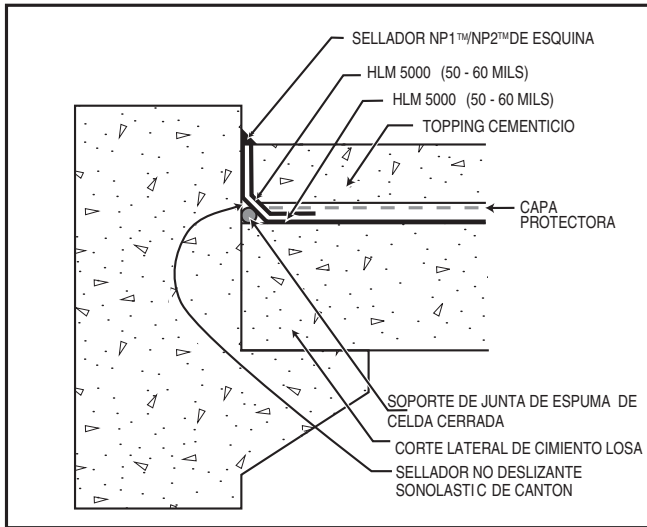 SELLADOR NP1™/NP2™DE ESQUINA
HLM 5000 (50 - 60 MILS)
HLM 5000 (50 - 60 MILS)
TOPPING CEMENTICIO
CAPA
PROTECTORA
SOPORTE DE JUNTA DE ESPUMA DE
CELDA CERRADA
CORTE LATERAL DE CIMIENTO LOSA
SELLADOR NO DESLIZANTE
SONOLASTIC DE CANTON